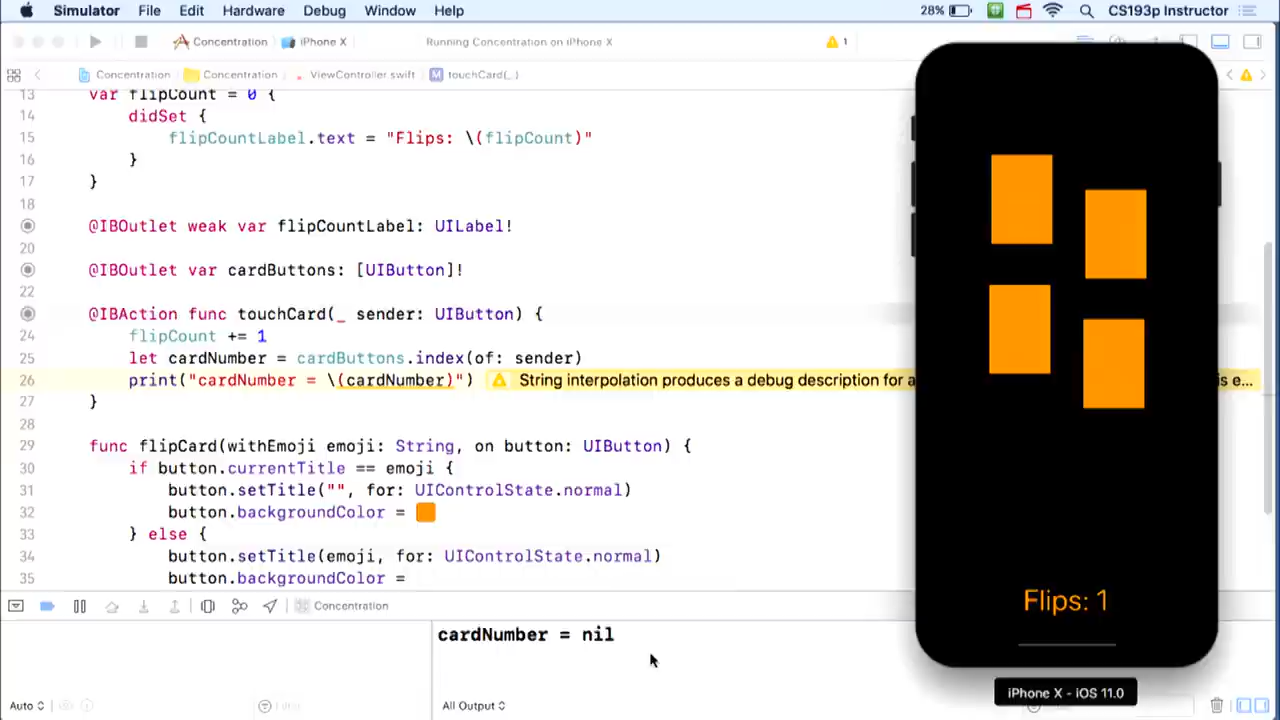 Simulator File Edit Hardware Debug Window Help 28% CS193p Instructor
Concentration iPhone X Running Concentration on iPhone X 1
Concentration Concentration ViewController.swift M touchCard(_:)
13 var flipCount = 0 {
14 didSet {
15 flipCountLabel.text = "Flips: \(flipCount)"
16 }
17 }
18
@IBOutlet weak var flipCountLabel: UILabel!
20
@IBOutlet var cardButtons: [UIButton]!
22
@IBAction func touchCard(_ sender: UIButton) {
24 flipCount += 1
25 let cardNumber = cardButtons.index(of: sender)
26 print("cardNumber = \(cardNumber)") String interpolation produces a debug description for a is e...
27 }
28
29 func flipCard(withEmoji emoji: String, on button: UIButton) {
30 if button.currentTitle == emoji {
31 button.setTitle("", for: UIControlState.normal)
32 button.backgroundColor =
33 } else {
34 button.setTitle(emoji, for: UIControlState.normal)
35 button.backgroundColor =
Flips: 1
Concentration
cardNumber = nil
iPhone X - iOS 11.0
Auto All Output